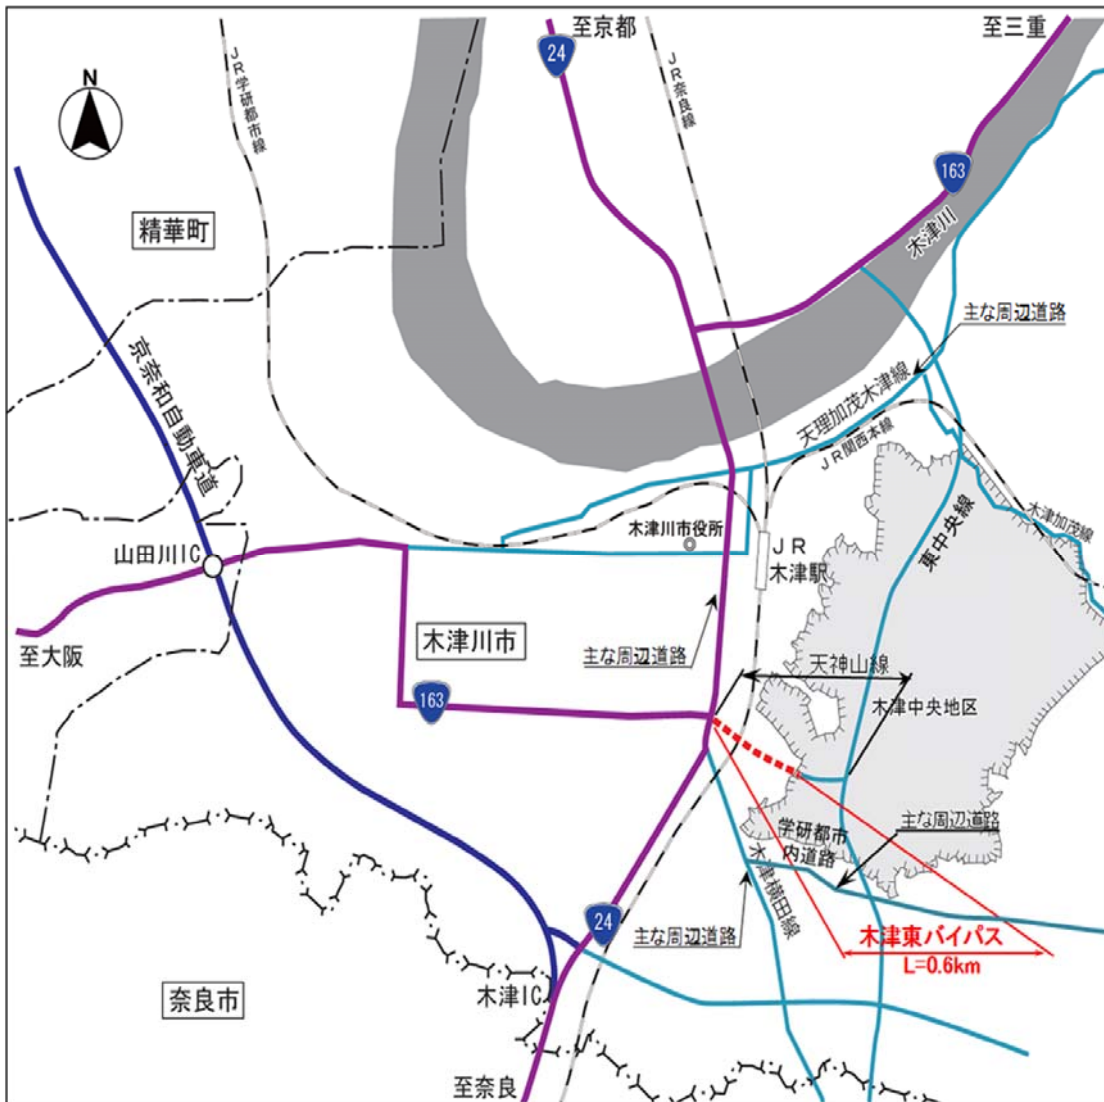 至京都
至三重
24
JR学研都市線
JR奈良線
N
163
木津川
精華町
主な周辺道路
京奈和自動車道
天理加茂木津線
JR関西本線
木津加茂線
東中央線
木津川市役所
山田川IC
JR
木津駅
至大阪
木津川市
主な周辺道路
天神山線
163
木津中央地区
学研都市
内道路
主な周辺道路
木津横田線
24
主な周辺道路
木津東バイパス
L=0.6km
奈良市
木津IC
至奈良